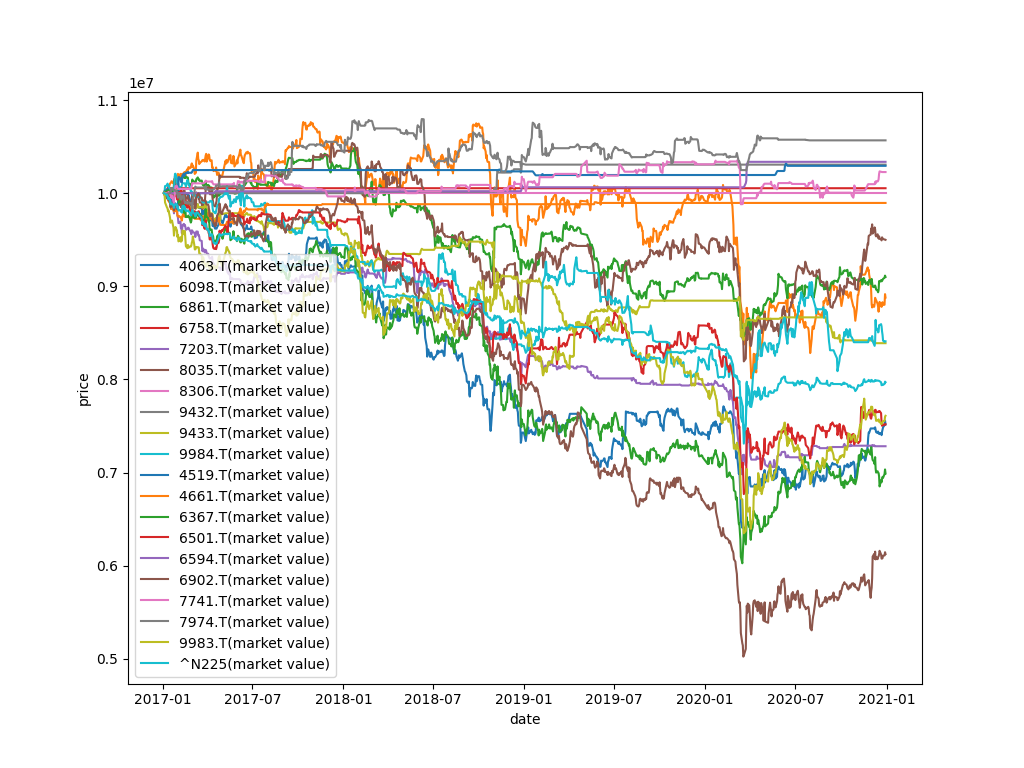 1e7
1.1
1.0
0.9
0.8
0.7
0.6
0.5
price
4063.T(market value)
6098.T(market value)
6861.T(market value)
6758.T(market value)
7203.T(market value)
8035.T(market value)
8306.T(market value)
9432.T(market value)
9433.T(market value)
9984.T(market value)
4519.T(market value)
4661.T(market value)
6367.T(market value)
6501.T(market value)
6594.T(market value)
6902.T(market value)
7741.T(market value)
7974.T(market value)
9983.T(market value)
^N225(market value)
2017-01 2017-07 2018-01 2018-07 2019-01 2019-07 2020-01 2020-07 2021-01
date